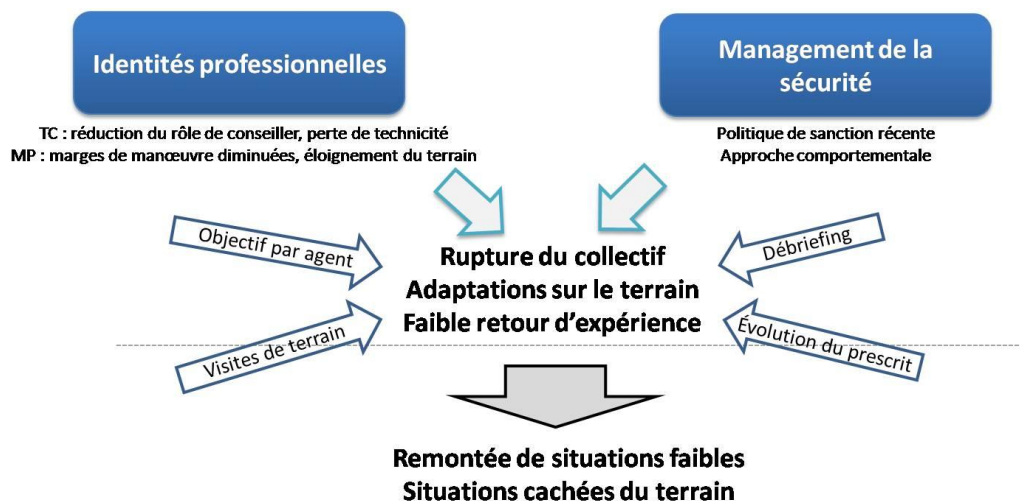 Identités professionnelles
Management de la
sécurité
TC : réduction du rôle de conseiller, perte de technicité
MP : marges de manœuvre diminuées, éloignement du terrain
Politique de sanction récente
Approche comportementale
Objectif par agent
Débriefing
Rupture du collectif
Adaptations sur le terrain
Faible retour d’expérience
Visites de terrain
Évolution du prescrit
Remontée de situations faibles
Situations cachées du terrain